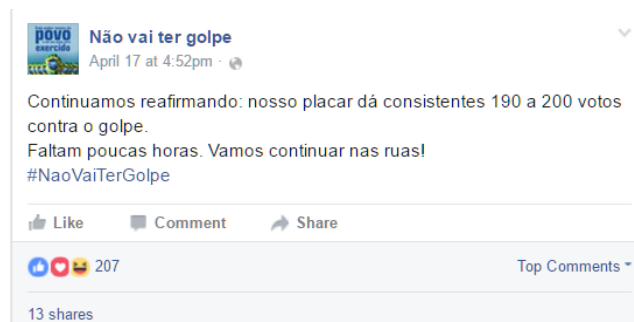 povo
exercido
Não vai ter golpe
April 17 at 4:52pm ·
Continuamos reafirmando: nosso placar dá consistentes 190 a 200 votos
contra o golpe.
Faltam poucas horas. Vamos continuar nas ruas!
#NaoVaiTerGolpe
Like Comment Share
207 Top Comments
13 shares